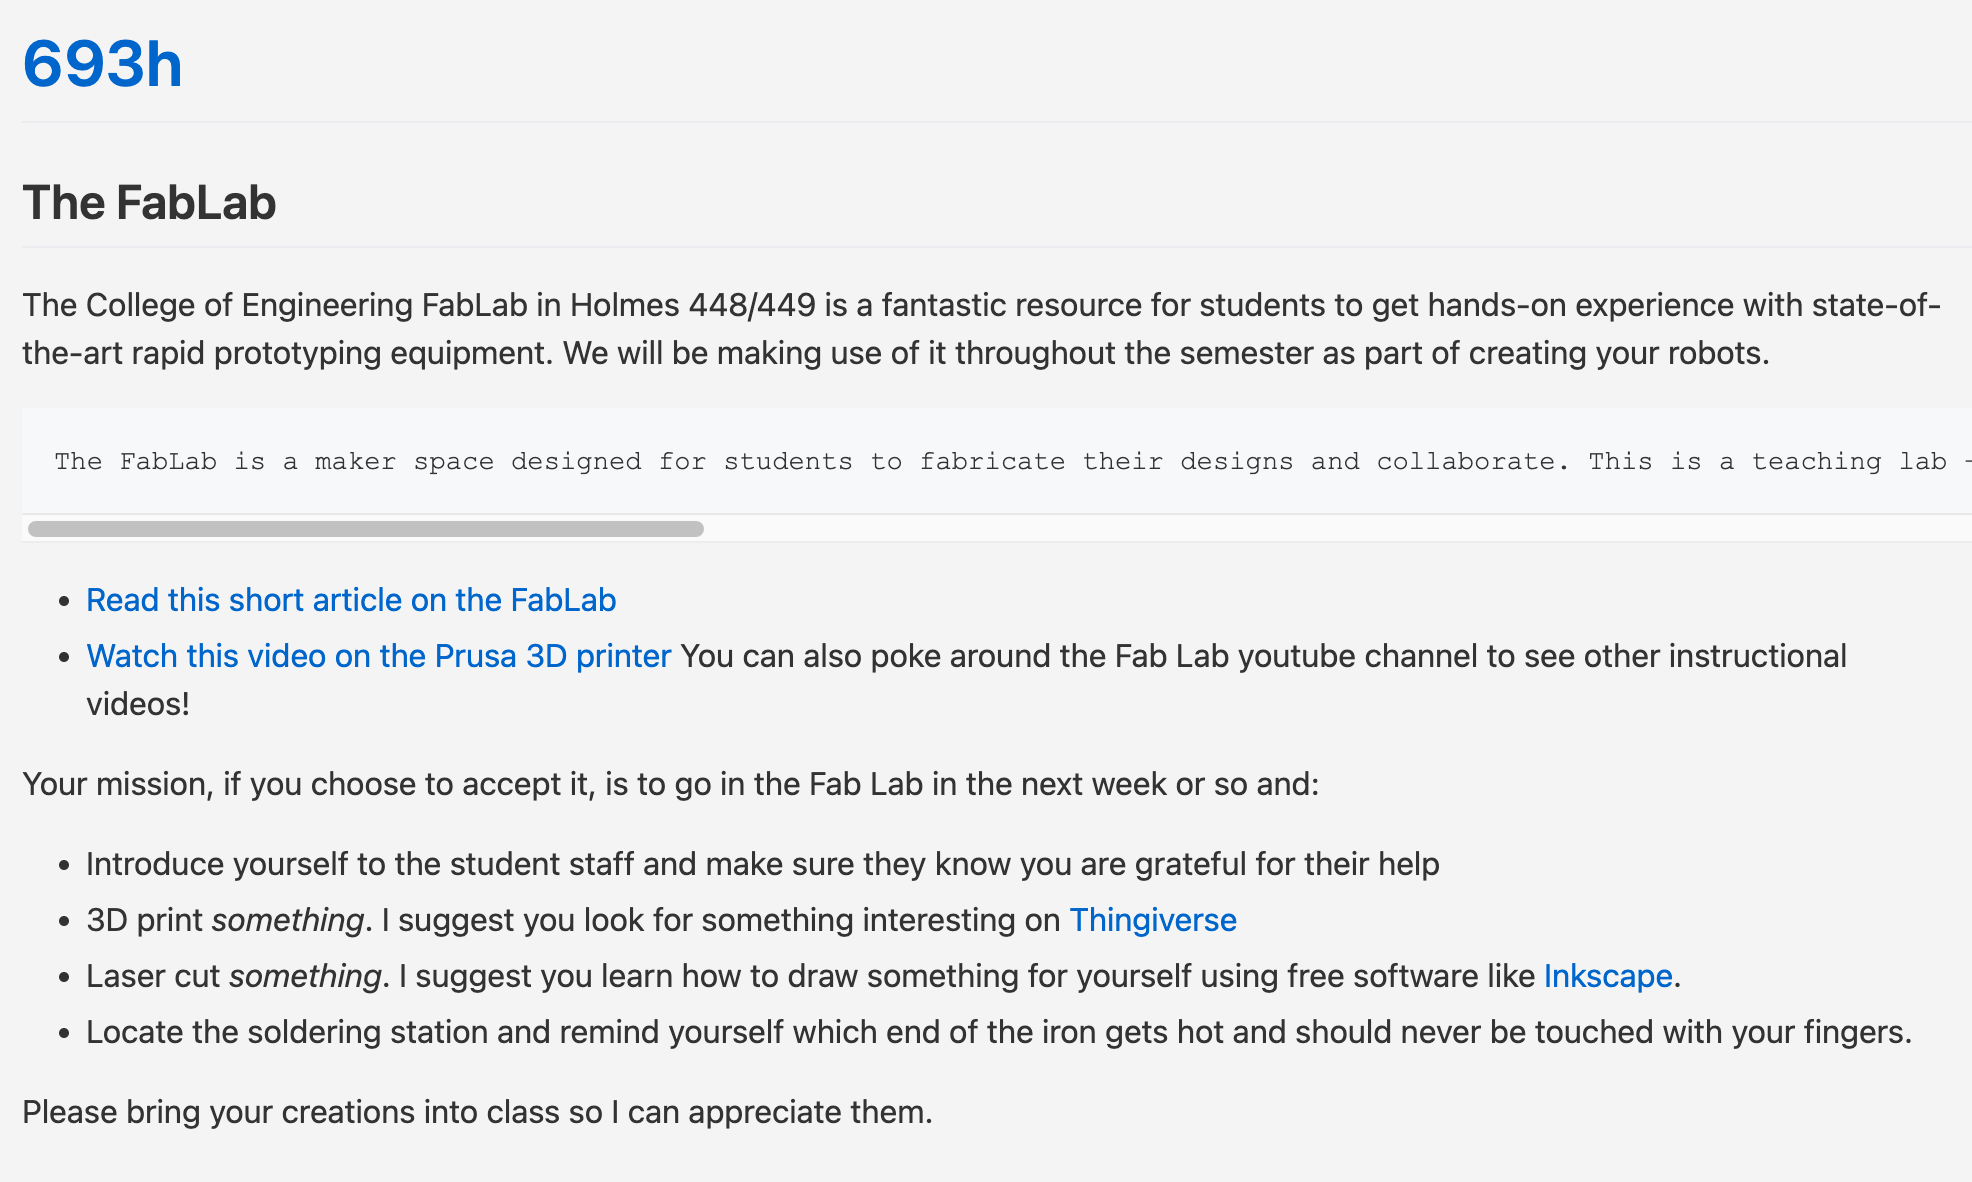 693h
The FabLab
The College of Engineering FabLab in Holmes 448/449 is a fantastic resource for students to get hands-on experience with state-of-
the-art rapid prototyping equipment. We will be making use of it throughout the semester as part of creating your robots.
The FabLab is a maker space designed for students to fabricate their designs and collaborate. This is a teaching lab -
• Read this short article on the FabLab
• Watch this video on the Prusa 3D printer You can also poke around the Fab Lab youtube channel to see other instructional
videos!
Your mission, if you choose to accept it, is to go in the Fab Lab in the next week or so and:
• Introduce yourself to the student staff and make sure they know you are grateful for their help
• 3D print something. I suggest you look for something interesting on Thingiverse
• Laser cut something. I suggest you learn how to draw something for yourself using free software like Inkscape.
• Locate the soldering station and remind yourself which end of the iron gets hot and should never be touched with your fingers.
Please bring your creations into class so I can appreciate them.